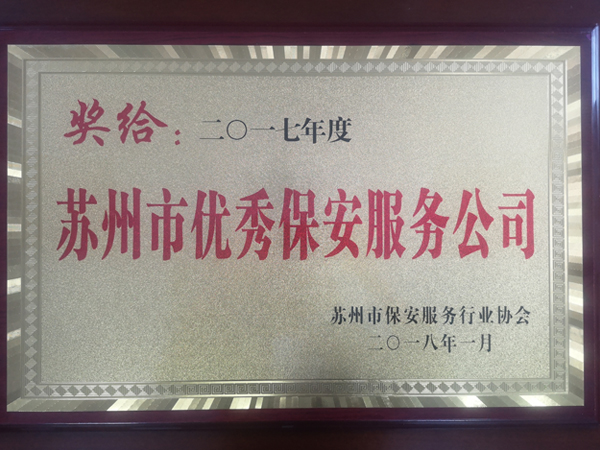 奖给：二〇一七年度
苏州市优秀保安服务公司
苏州市保安服务行业协会
二〇一八年一月